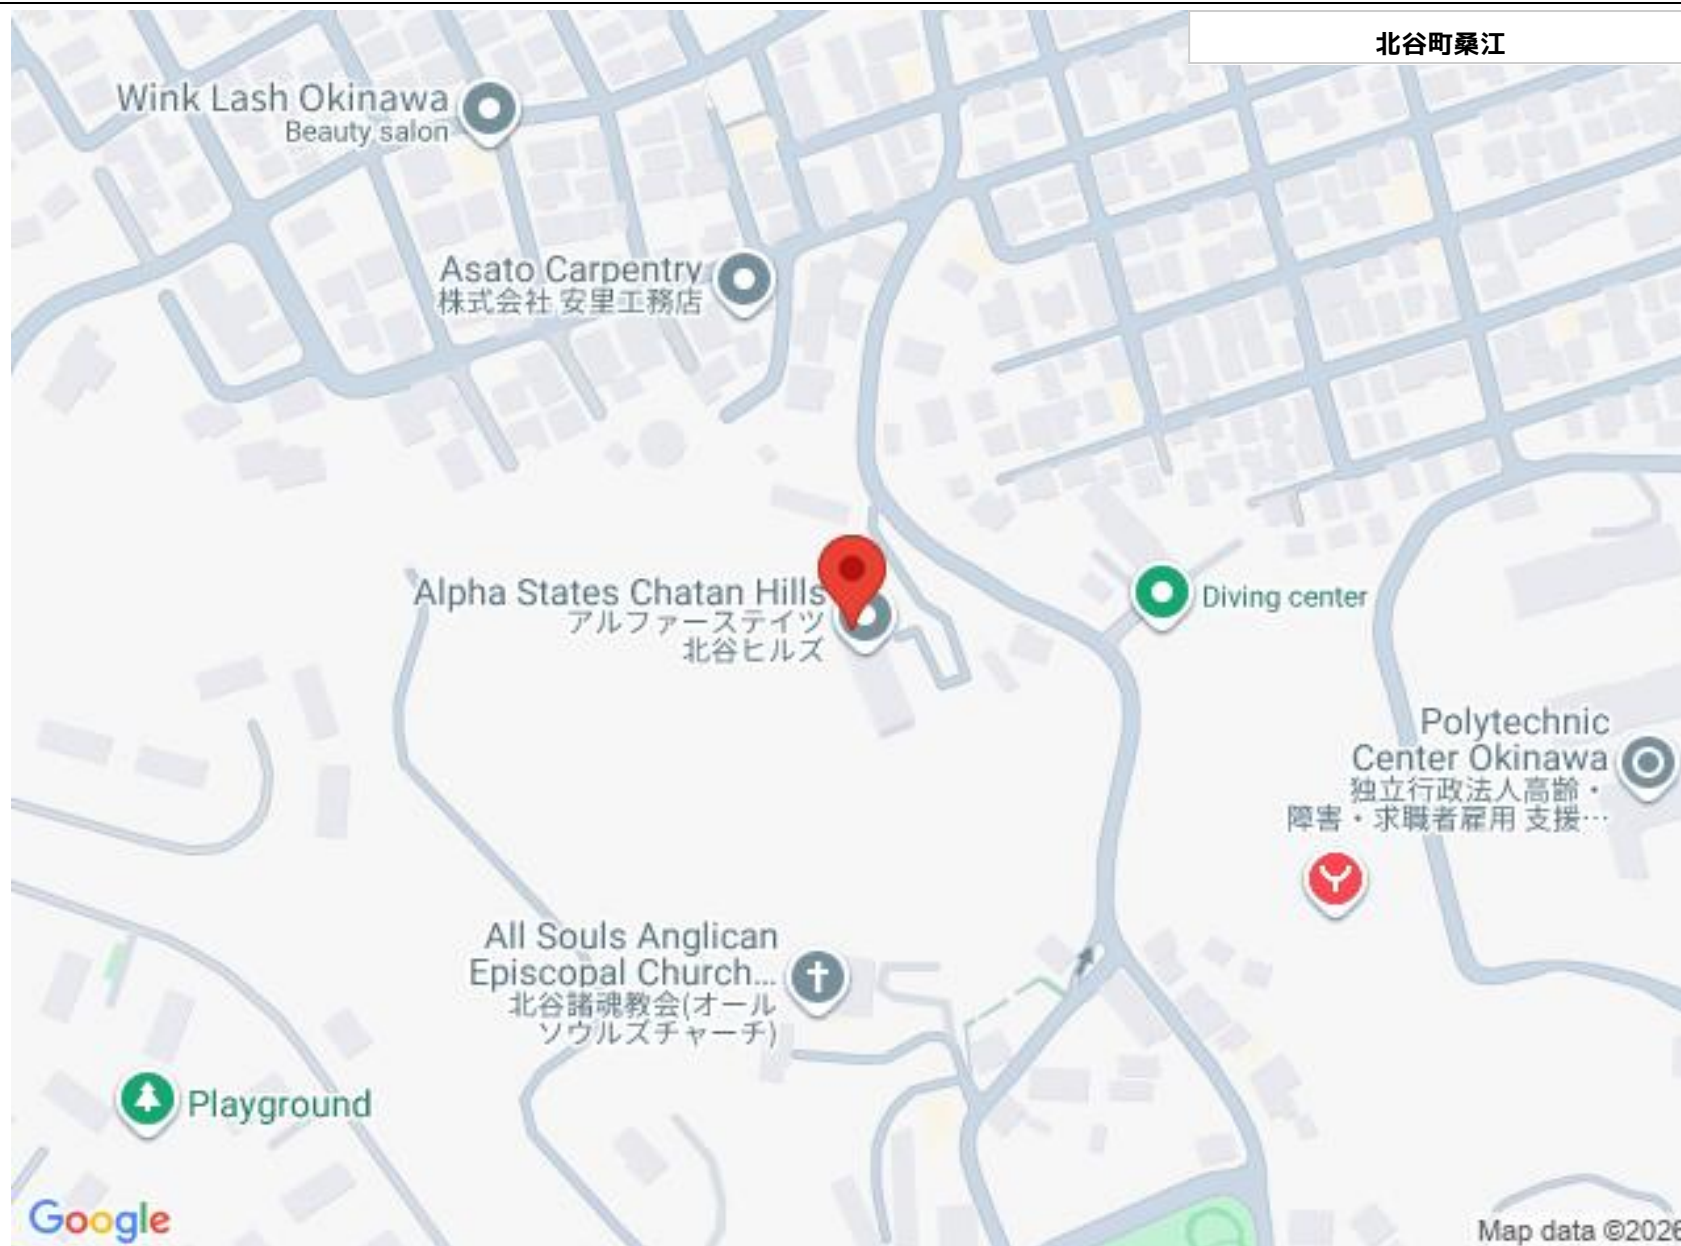 北谷町桑江
Wink Lash Okinawa
Beauty salon
Asato Carpentry
株式会社 安里工務店
Alpha States Chatan Hills
アルファーステイツ
北谷ヒルズ
Diving center
Polytechnic
Center Okinawa
独立行政法人高齢・
障害・求職者雇用 支援…
All Souls Anglican
Episcopal Church...
北谷諸魂教会(オール
ソウルズチャーチ)
Playground
Google
Map data ©2026